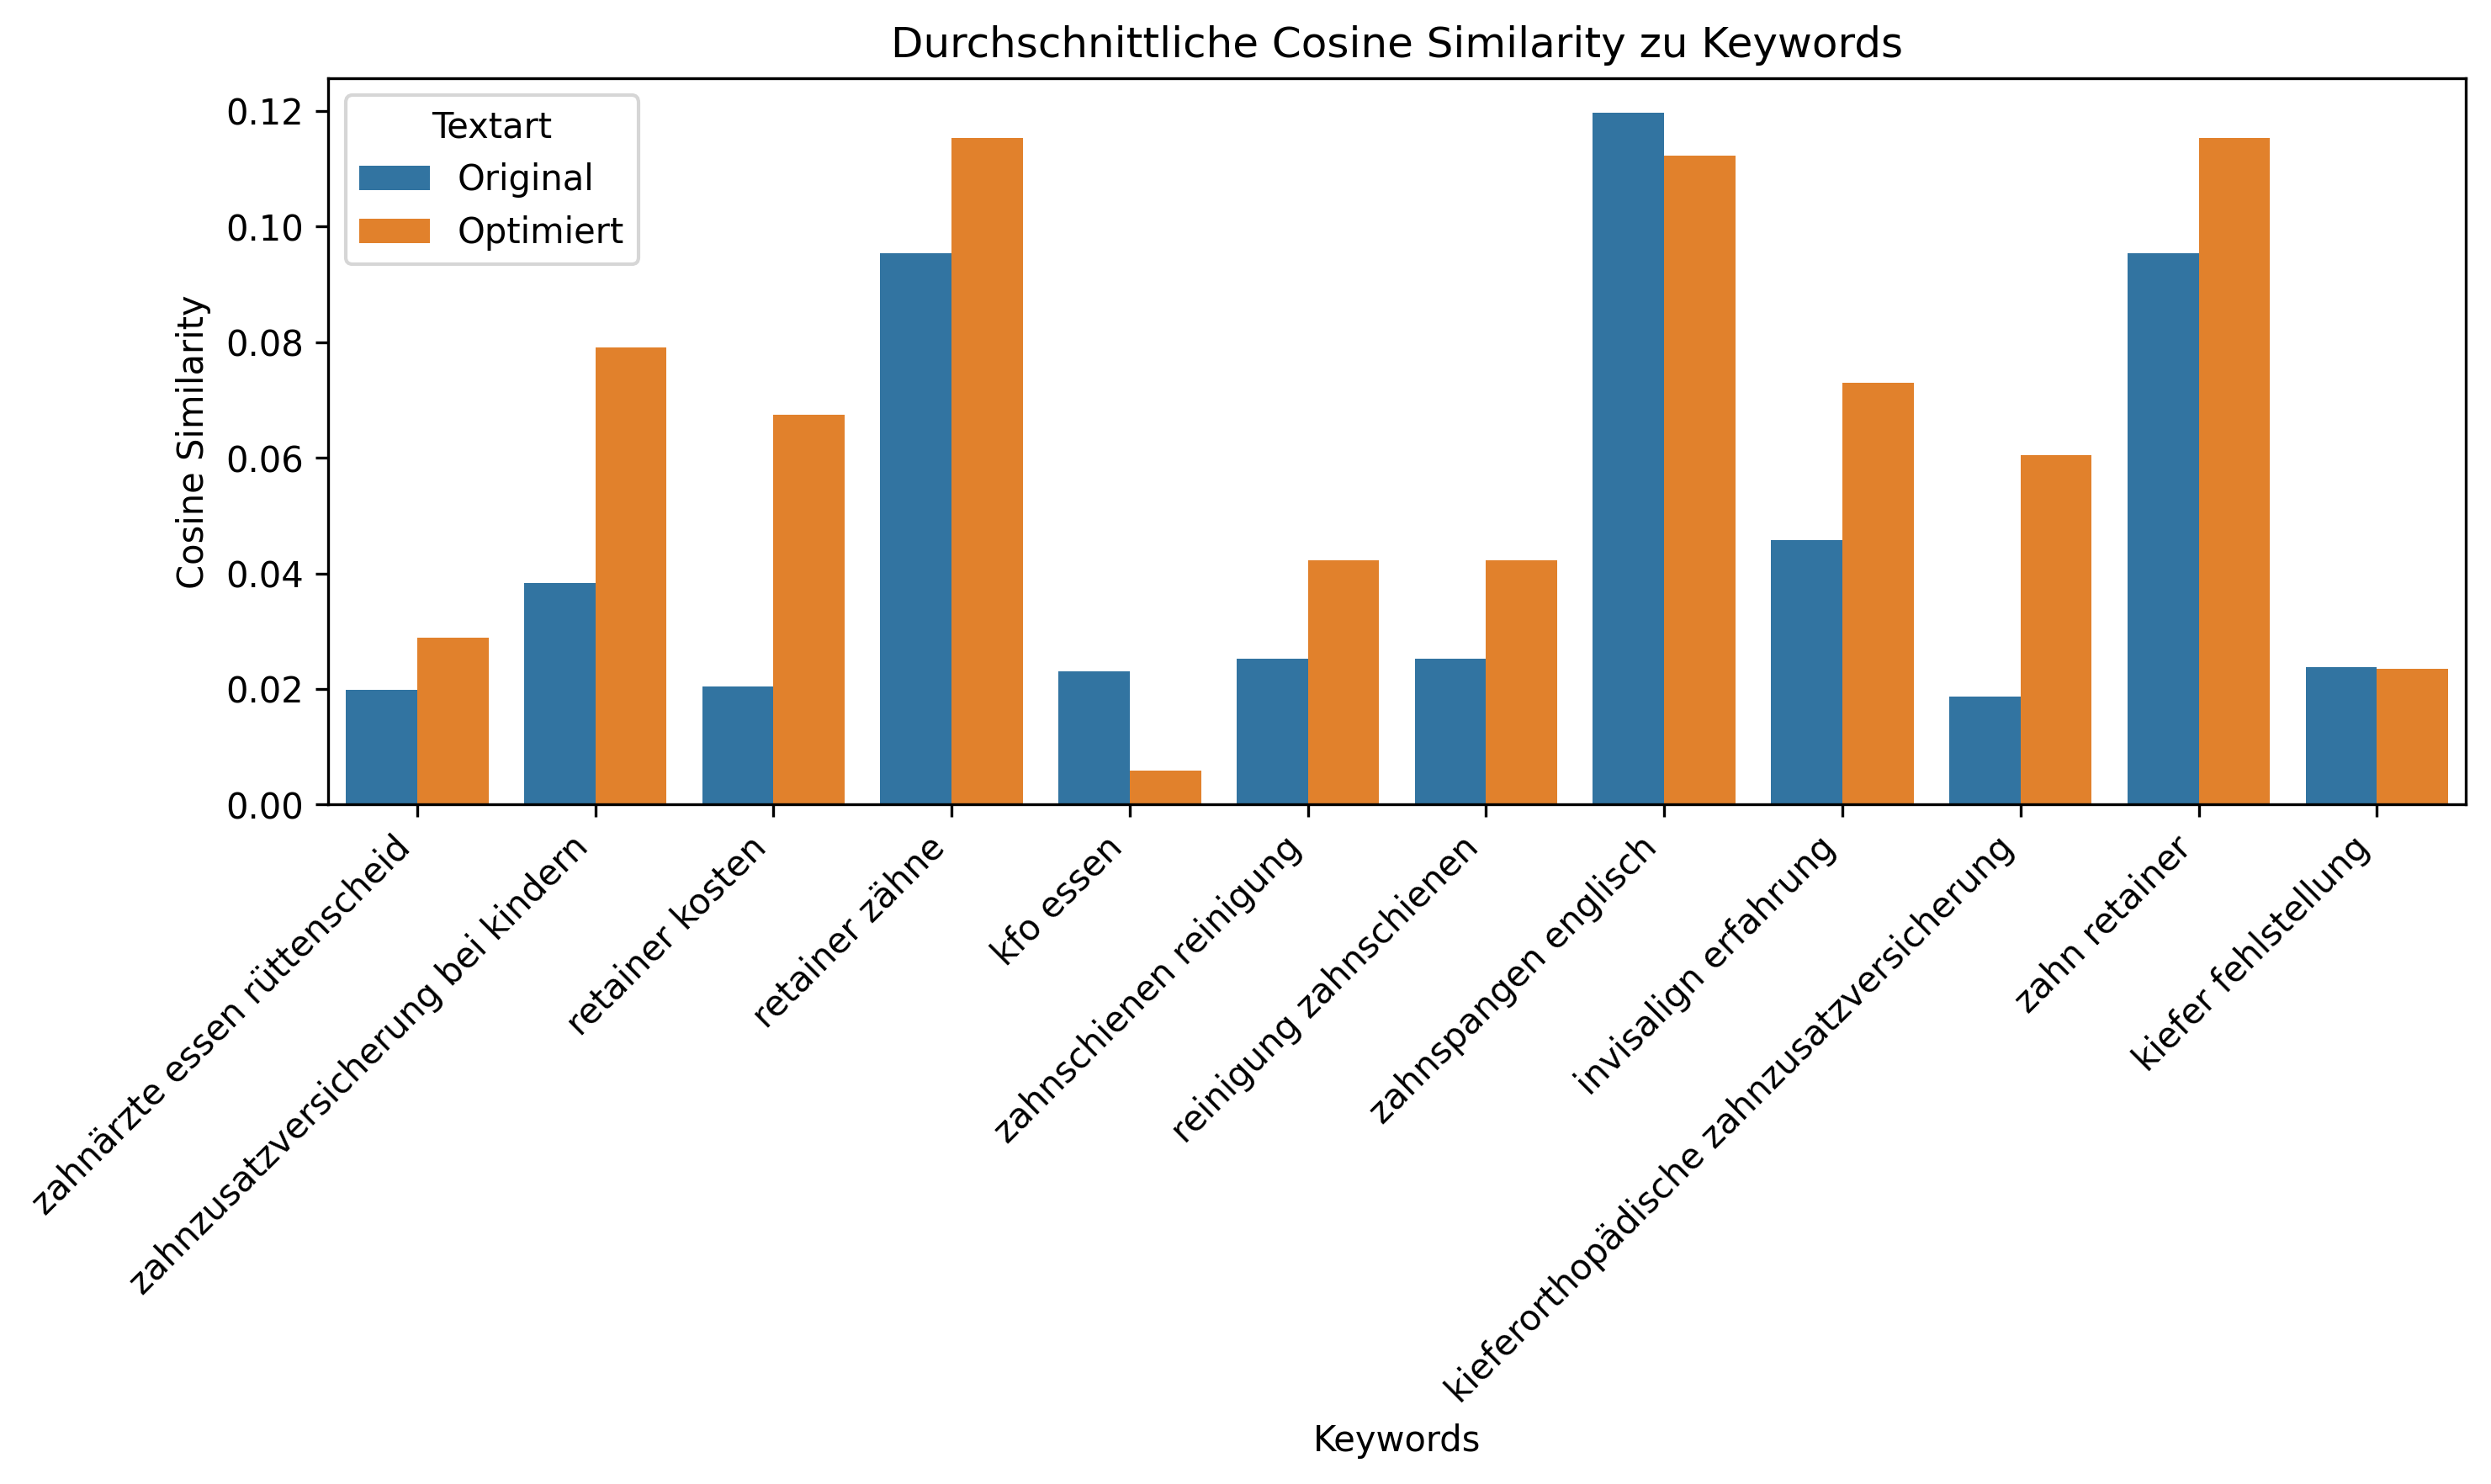 Durchschnittliche Cosine Similarity zu Keywords
Textart
Original
Optimiert
Cosine Similarity
0.12
0.10
0.08
0.06
0.04
0.02
0.00
zahnärzte essen rüttenscheid
zahnzusatzversicherung bei kindern
retainer kosten
retainer zähne
kfo essen
zahnschienen reinigung
reinigung zahnschienen
zahnspangen englisch
invisalign erfahrung
kieferorthopädische zahnzusatzversicherung
zahn retainer
kiefer fehlstellung
Keywords